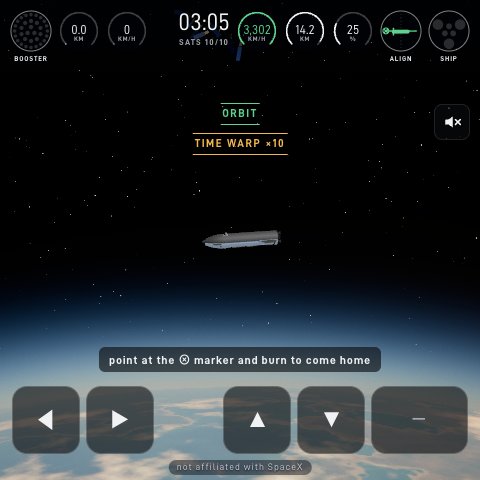 0.0
KM
0
KM/H
03:05
SATS 10/10
3,302
KM/H
14.2
KM
25
%
BOOSTER
ALIGN
SHIP
ORBIT
TIME WARP ×10
point at the ⊗ marker and burn to come home
not affiliated with SpaceX